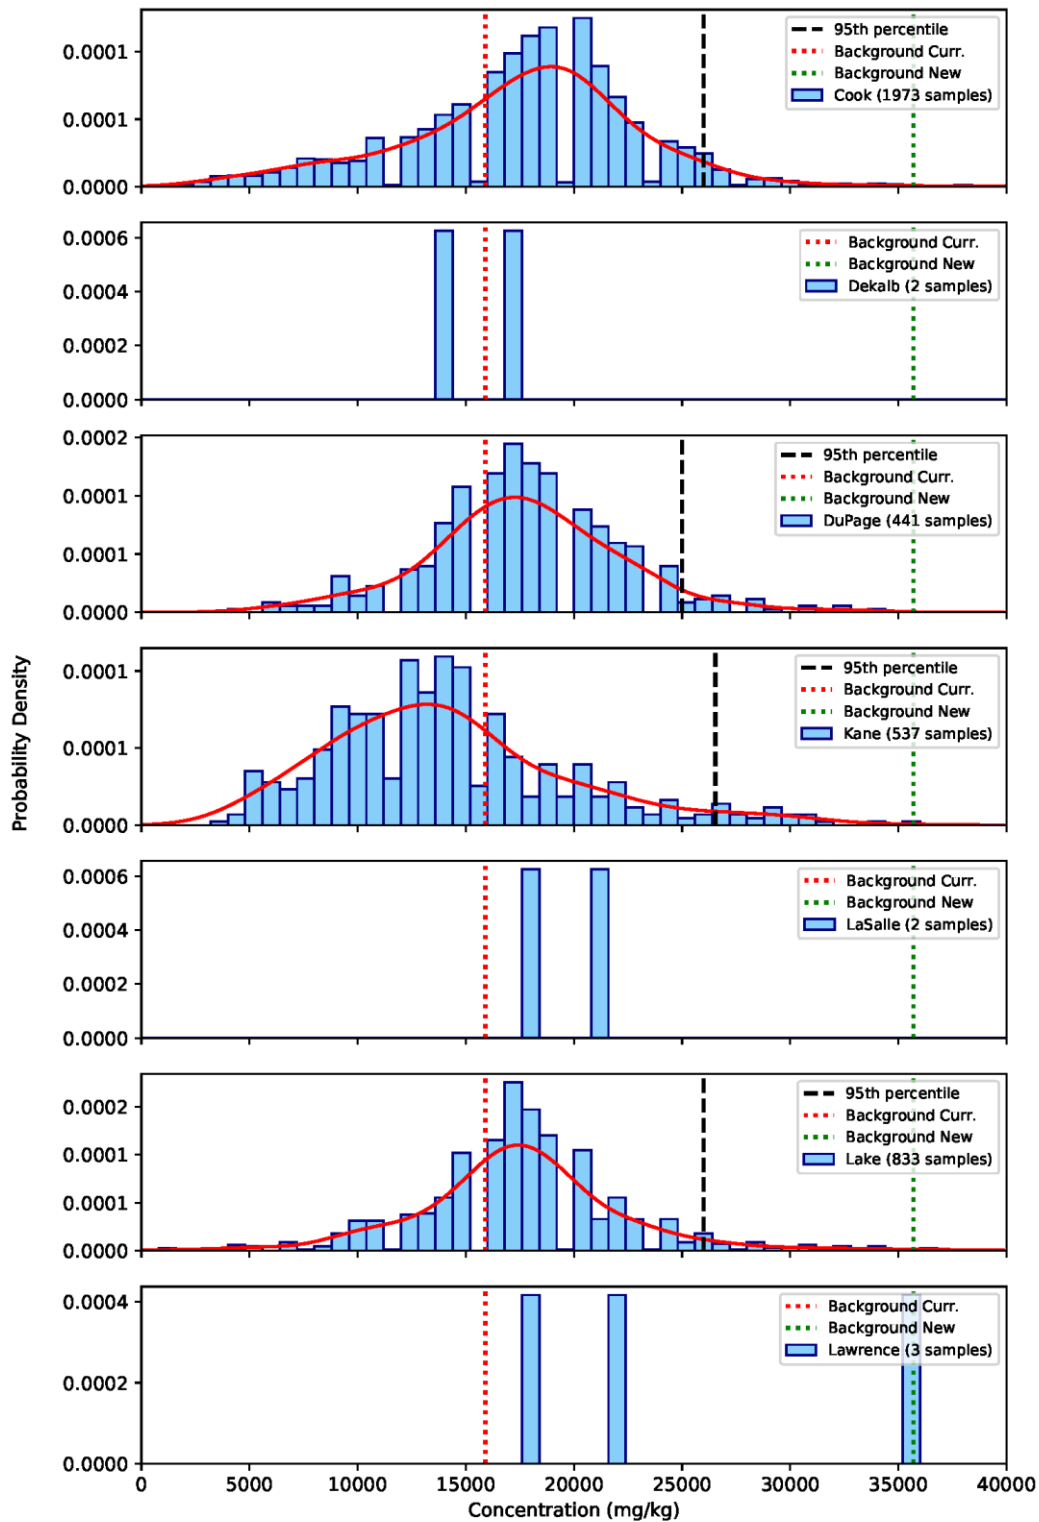 0.0001
0.0001
0.0000
95th percentile
Background Curr.
Background New
Cook (1973 samples)
0.0006
0.0004
0.0002
0.0000
Background Curr.
Background New
Dekalb (2 samples)
0.0002
0.0001
0.0001
0.0000
95th percentile
Background Curr.
Background New
DuPage (441 samples)
Probability Density
0.0001
0.0001
0.0000
95th percentile
Background Curr.
Background New
Kane (537 samples)
0.0006
0.0004
0.0002
0.0000
Background Curr.
Background New
LaSalle (2 samples)
0.0002
0.0001
0.0001
0.0000
95th percentile
Background Curr.
Background New
Lake (833 samples)
0.0004
0.0002
0.0000
Background Curr.
Background New
Lawrence (3 samples)
0 5000 10000 15000 20000 25000 30000 35000 40000
Concentration (mg/kg)